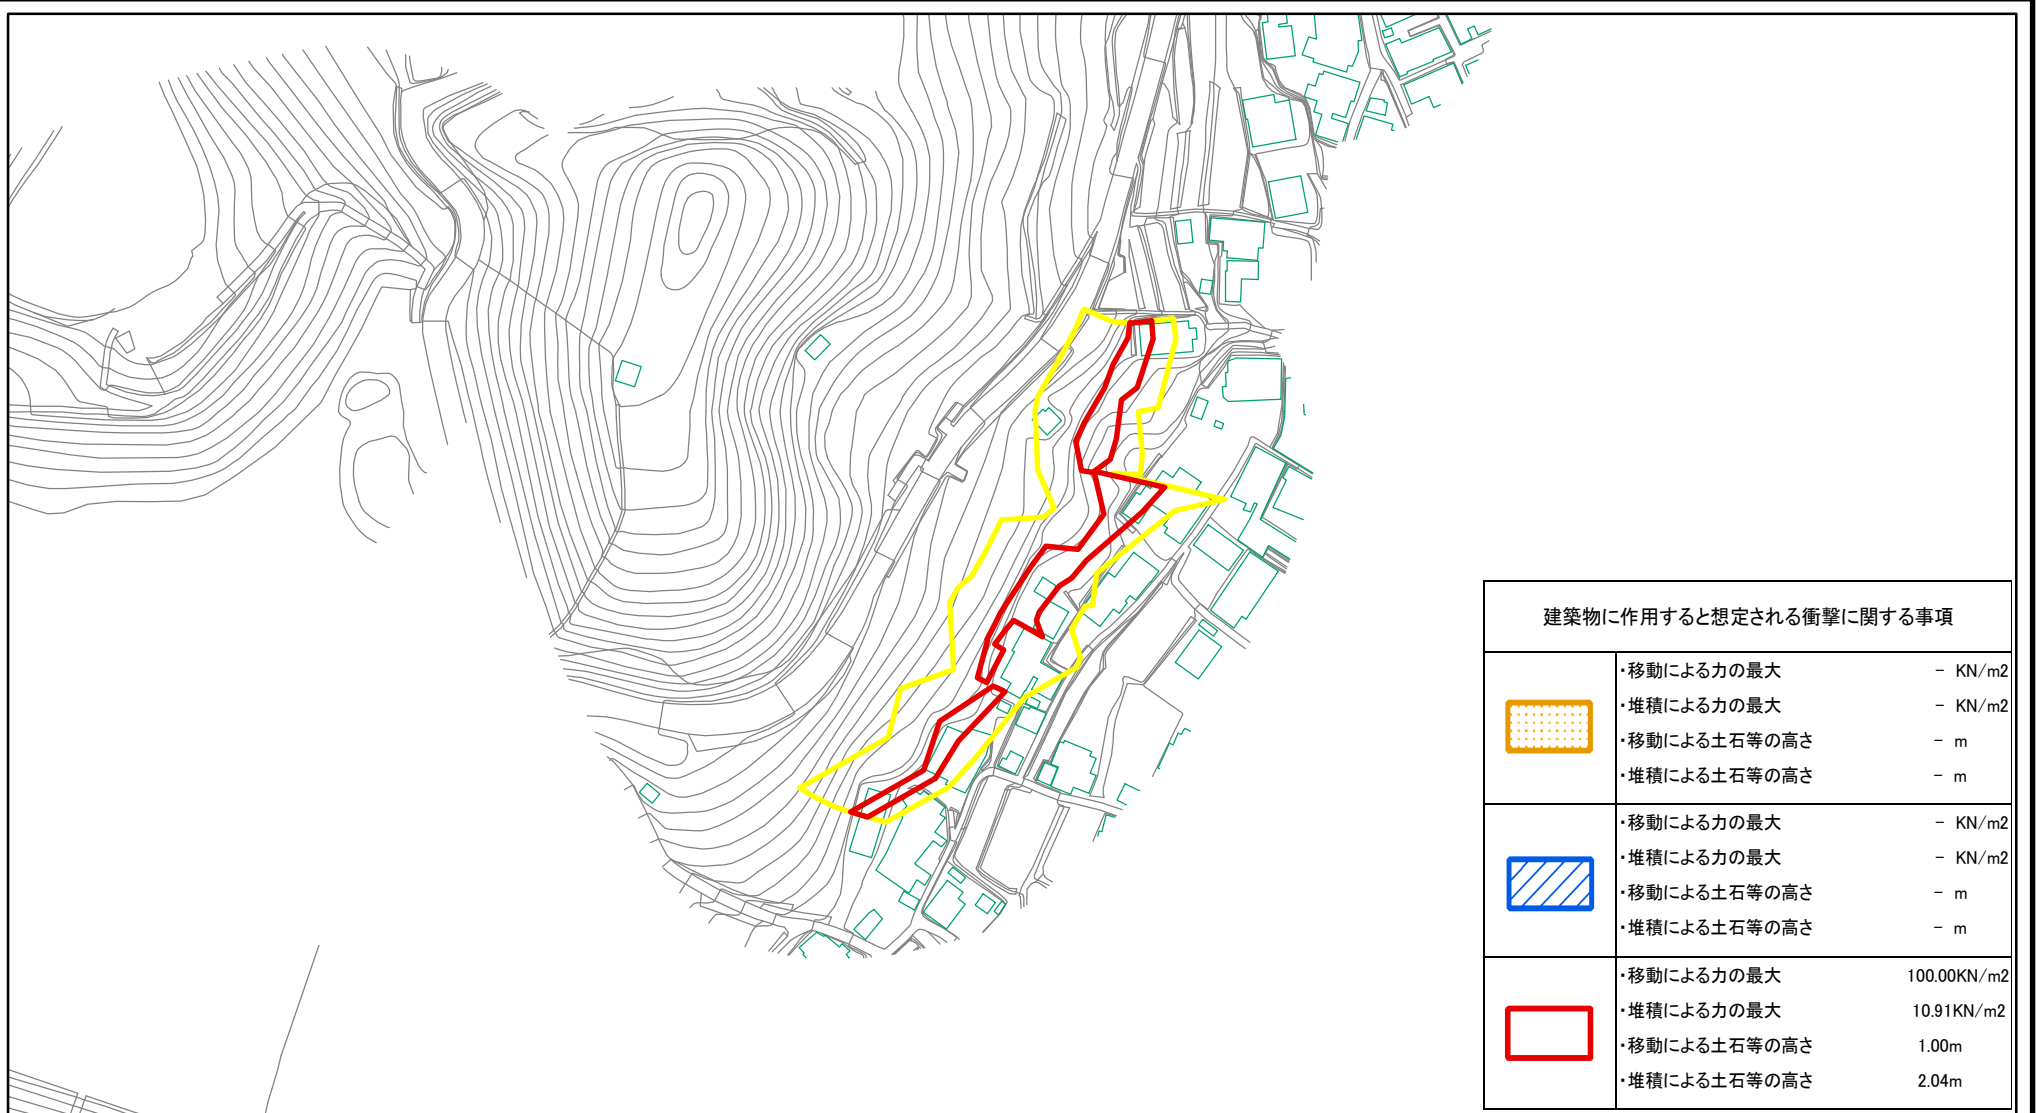 建築物に作用すると想定される衝撃に関する事項
・移動による力の最大 － KN/m2
・堆積による力の最大 － KN/m2
・移動による土石等の高さ － m
・堆積による土石等の高さ － m
・移動による力の最大 － KN/m2
・堆積による力の最大 － KN/m2
・移動による土石等の高さ － m
・堆積による土石等の高さ － m
・移動による力の最大 100.00KN/m2
・堆積による力の最大 10.91KN/m2
・移動による土石等の高さ 1.00m
・堆積による土石等の高さ 2.04m